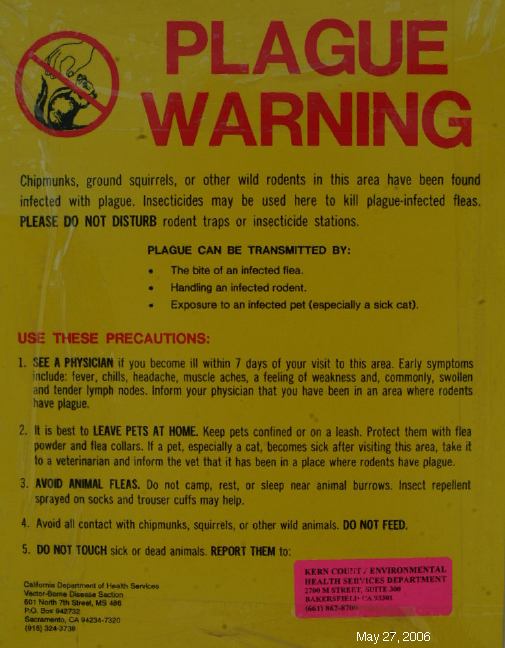 PLAGUE
WARNING
Chipmunks, ground squirrels, or other wild rodents in this area have been found
infected with plague. Insecticides may be used here to kill plague-infected fleas.
PLEASE DO NOT DISTURB rodent traps or insecticide stations.
PLAGUE CAN BE TRANSMITTED BY:
• The bite of an infected flea.
• Handling an infected rodent.
• Exposure to an infected pet (especially a sick cat).
USE THESE PRECAUTIONS:
1. SEE A PHYSICIAN if you become ill within 7 days of your visit to this area. Early symptoms
include: fever, chills, headache, muscle aches, a feeling of weakness and, commonly, swollen
and tender lymph nodes. Inform your physician that you have been in an area where rodents
have plague.
2. It is best to LEAVE PETS AT HOME. Keep pets confined or on a leash. Protect them with flea
powder and flea collars. If a pet, especially a cat, becomes sick after visiting this area, take it
to a veterinarian and inform the vet that it has been in a place where rodents have plague.
3. AVOID ANIMAL FLEAS. Do not camp, rest, or sleep near animal burrows. Insect repellent
sprayed on socks and trouser cuffs may help.
4. Avoid all contact with chipmunks, squirrels, or other wild animals. DO NOT FEED.
5. DO NOT TOUCH sick or dead animals. REPORT THEM to:
KERN COUNTY ENVIRONMENTAL
HEALTH SERVICES DEPARTMENT
2700 M STREET, SUITE 300
BAKERSFIELD CA 93301
(661) 862-8700
California Department of Health Services
Vector-Borne Disease Section
601 North 7th Street, MS 486
P.O. Box 942732
Sacramento, CA 94234-7320
(916) 324-3738
May 27, 2006